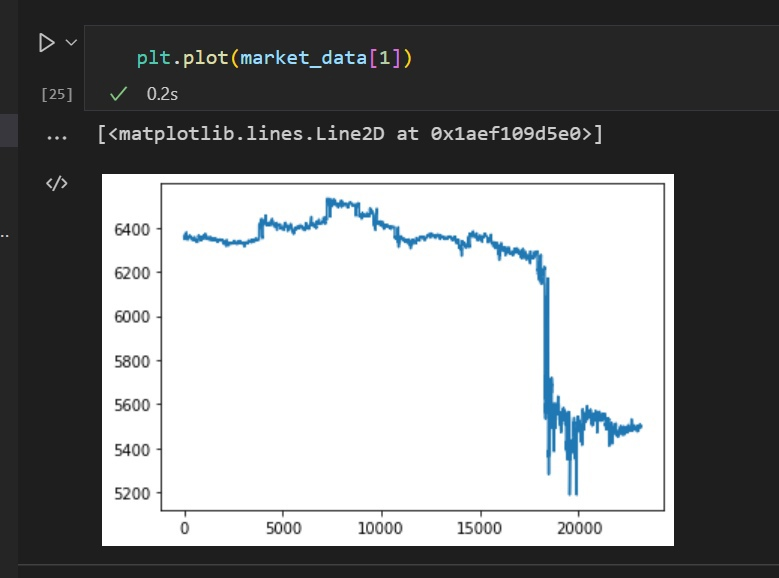 plt.plot(market_data[1])
[25]
0.2s
... [<matplotlib.lines.Line2D at 0x1aef109d5e0>]
</>
..
6400
6200
6000
5800
5600
5400
5200
0 5000 10000 15000 20000